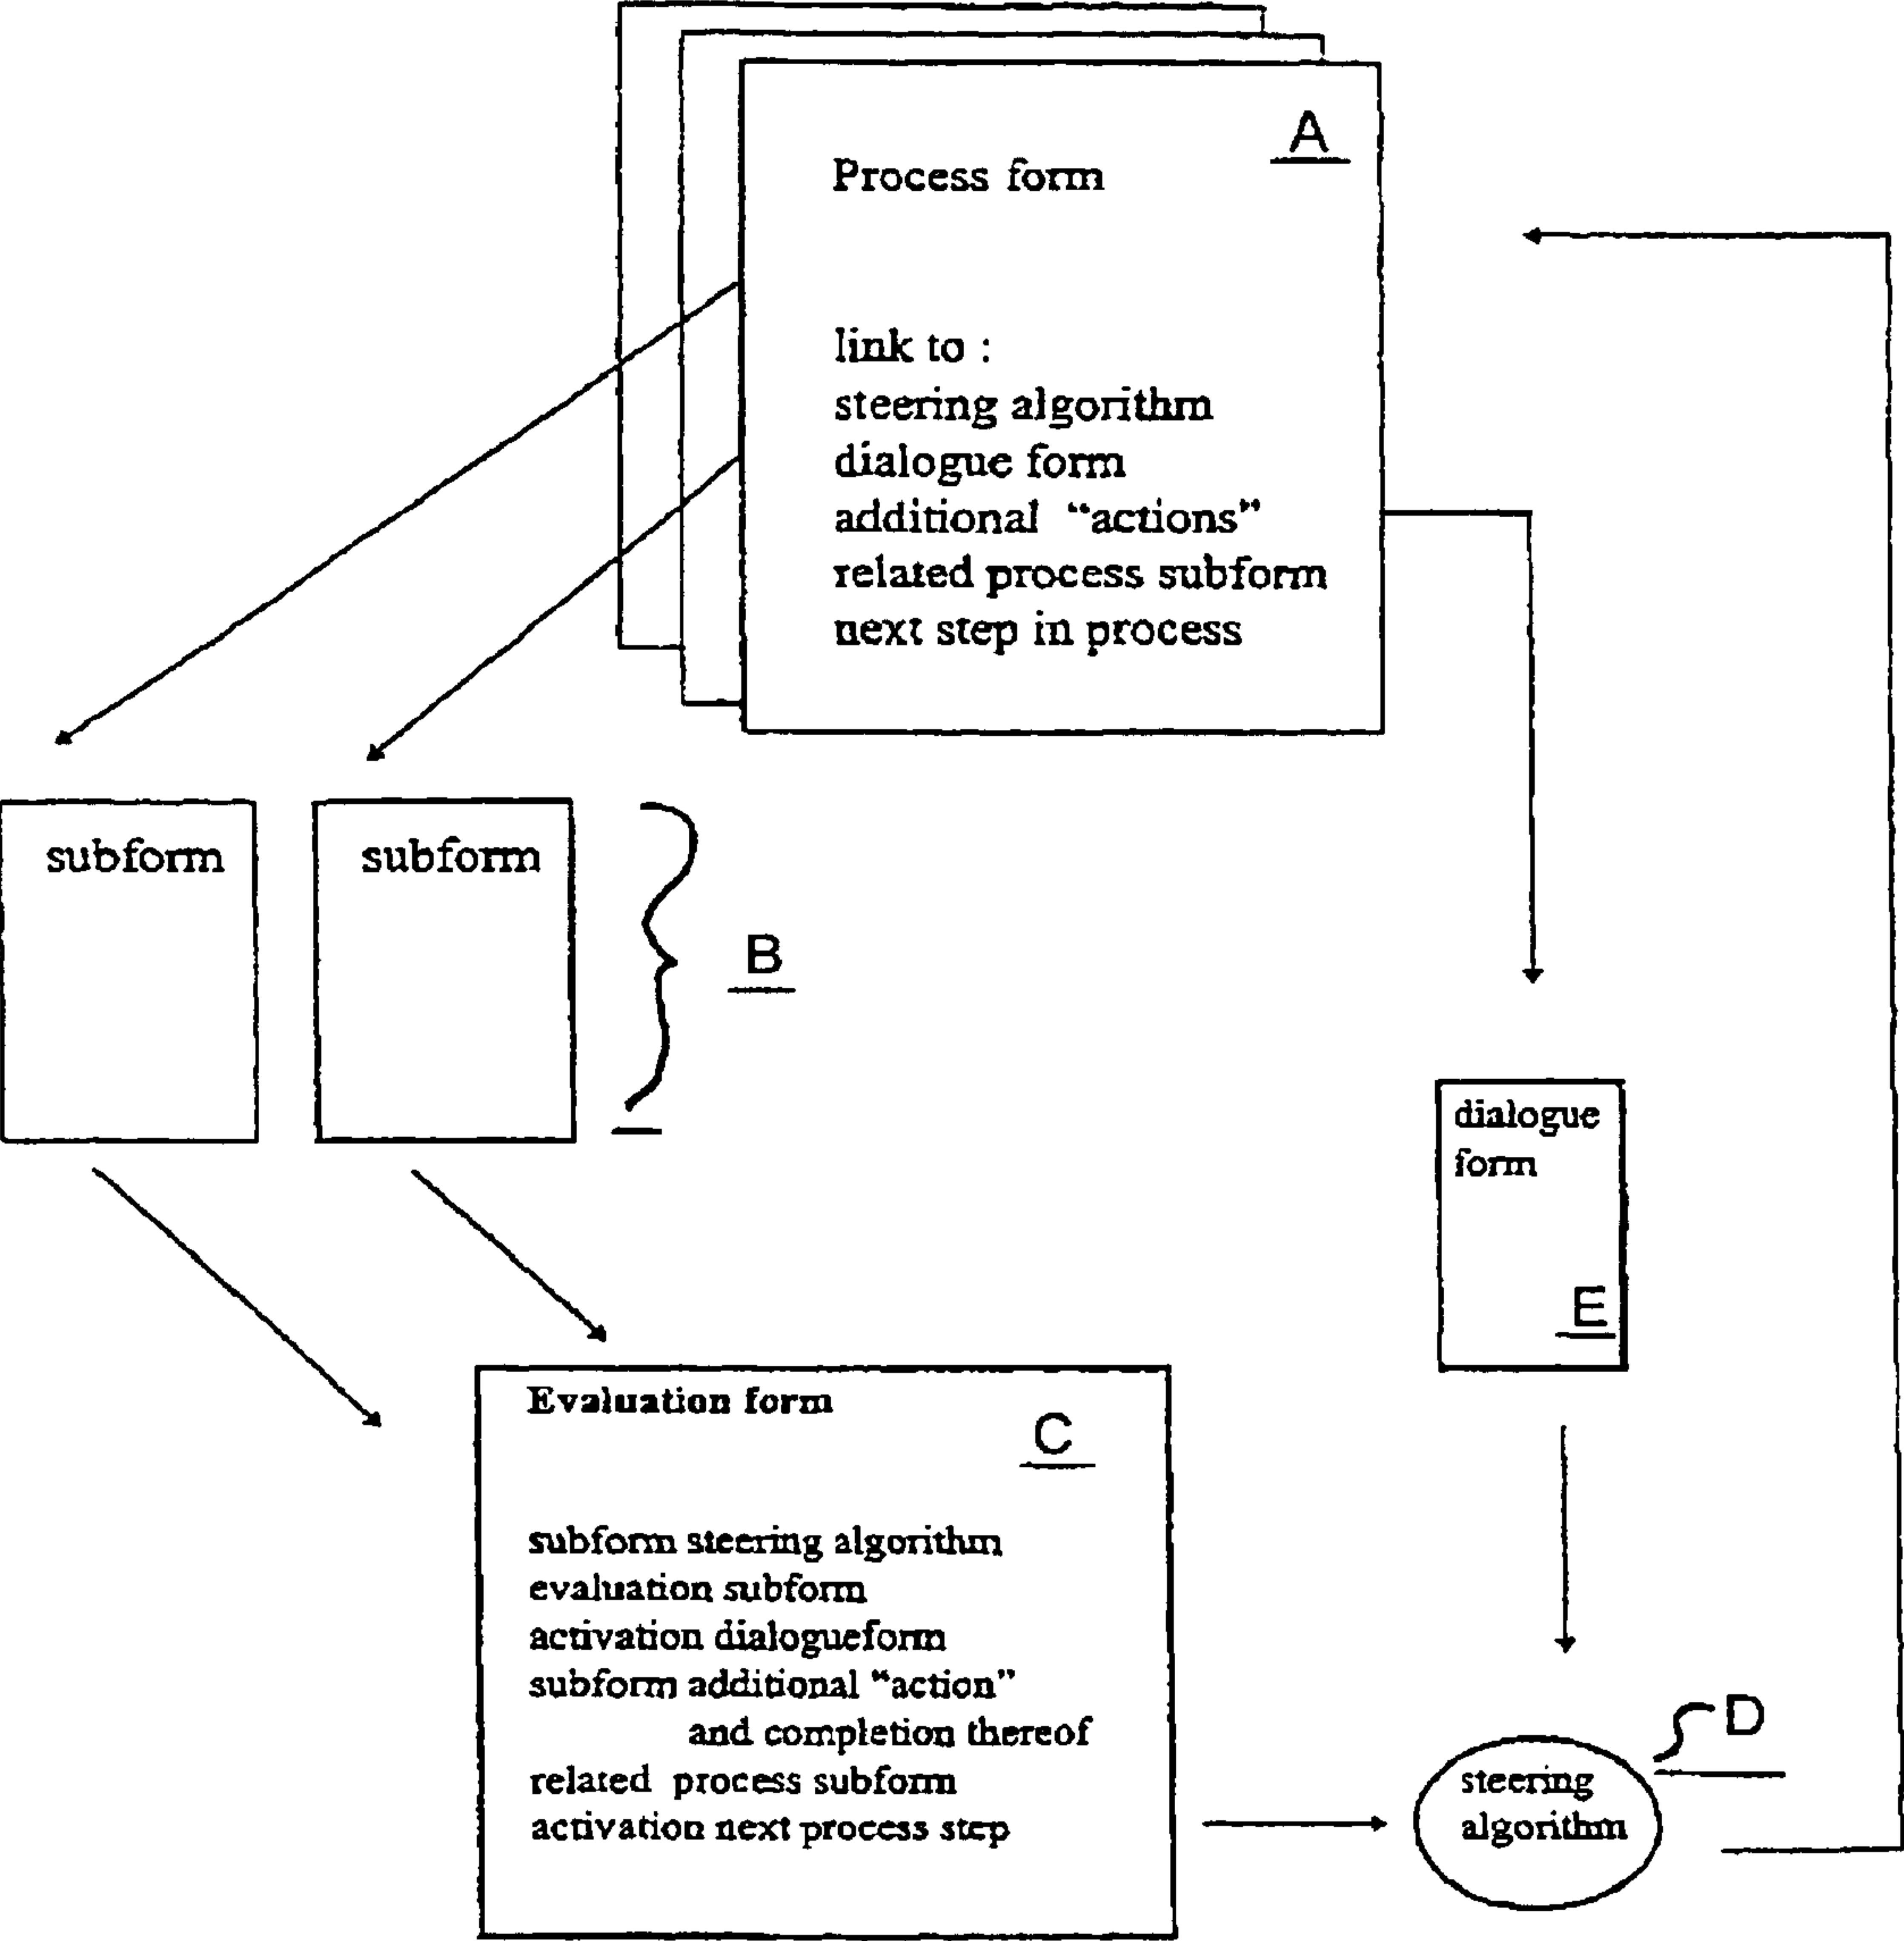 A
Process form
link to :
steering algorithm
dialogue form
additional “actions”
related process subform
next step in process
subform
subform
B
dialogue
form
E
Evaluation form
C
subform steering algorithm
evaluation subform
activation dialogueform
subform additional “action”
and completion thereof
related process subform
activation next process step
D
steering
algorithm